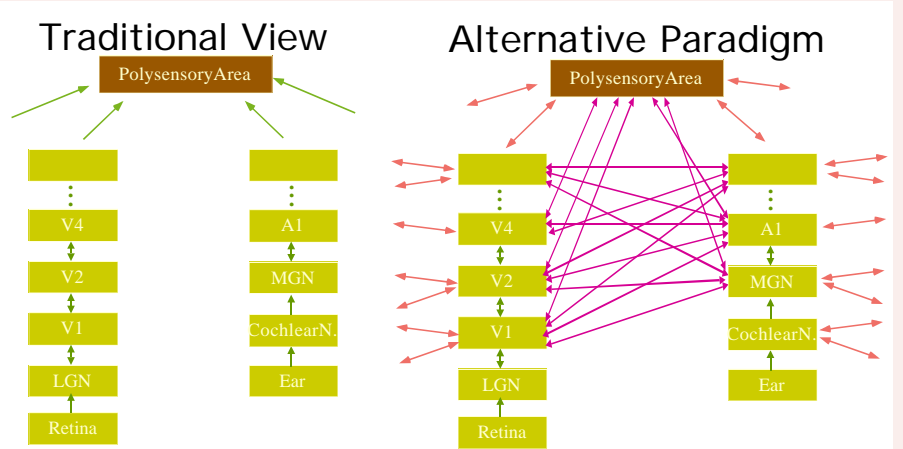 Traditional View
PolysensoryArea
V4
V2
V1
LGN
Retina
A1
MGN
CochlearN.
Ear
Alternative Paradigm
PolysensoryArea
V4
V2
V1
LGN
Retina
A1
MGN
CochlearN.
Ear